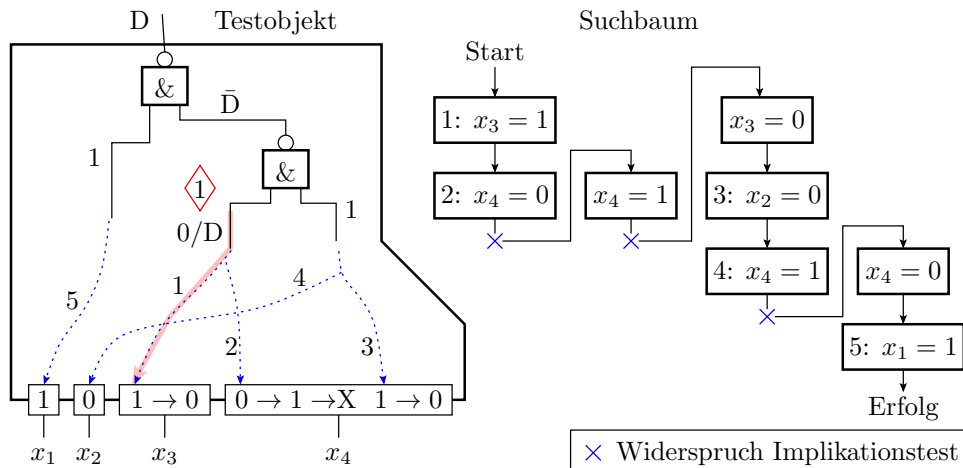 D Testobjekt Suchbaum
Start
&
D̄
1: x₃ = 1
x₃ = 0
1
&
1
2: x₄ = 0
x₄ = 1
3: x₂ = 0
1
0/D
4: x₄ = 1
x₄ = 0
1
4
5
2
3
5: x₁ = 1
1 0 1 → 0 0 → 1 →X 1 → 0
Erfolg
x₁ x₂ x₃ x₄
× Widerspruch Implikationstest